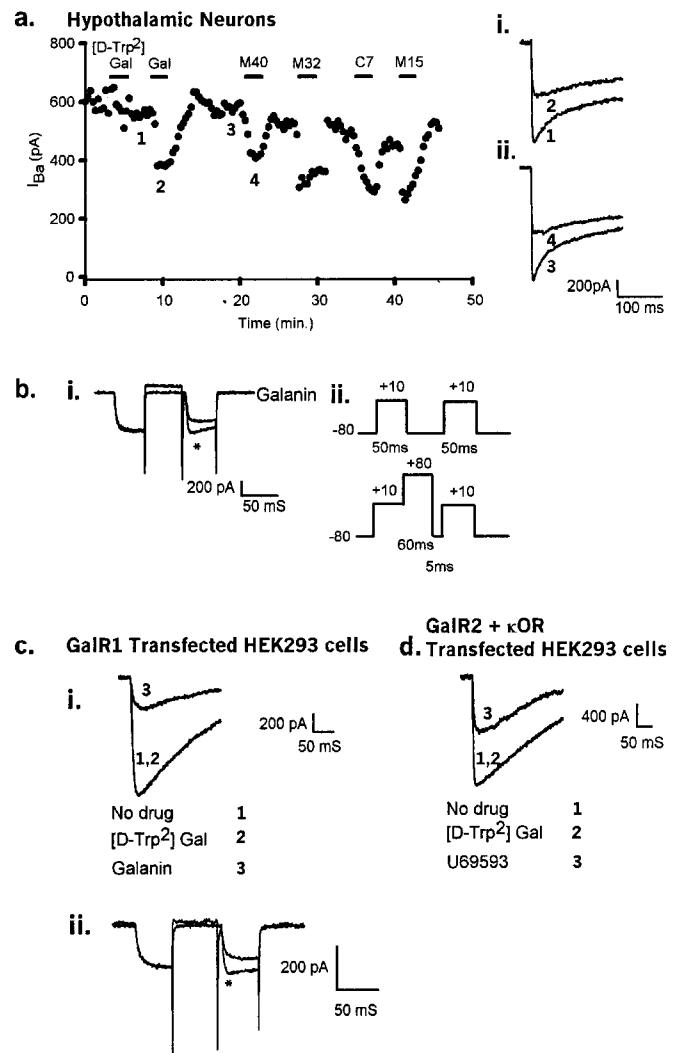 a. Hypothalamic Neurons
800
600
400
200
0
I_Ba (pA)
[D-Trp²]
Gal Gal M40 M32 C7 M15
1
2
3
4
0 10 20 30 40 50
Time (min.)
i.
2
1
ii.
4
3
200pA
100 ms
b. i.
Galanin
*
200 pA
50 mS
ii.
+10 +10
-80
50ms 50ms
+80
+10 +10
-80
60ms
5ms
c. GalR1 Transfected HEK293 cells
i.
3
1,2
200 pA
50 mS
No drug 1
[D-Trp²] Gal 2
Galanin 3
ii.
*
200 pA
50 mS
d. GalR2 + κOR
Transfected HEK293 cells
3
1,2
400 pA
50 mS
No drug 1
[D-Trp²] Gal 2
U69593 3